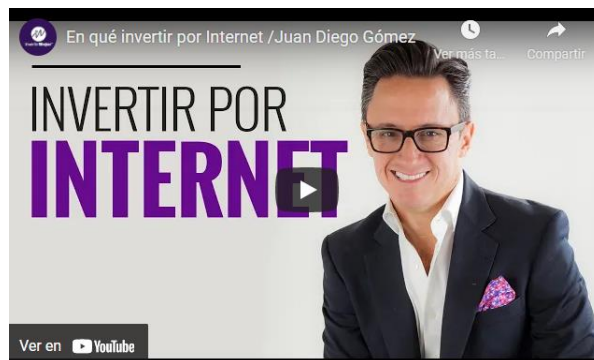 En qué invertir por Internet /Juan Diego Gómez
Ver más ta... Compartir
INVERTIR POR
INTERNET
Ver en YouTube